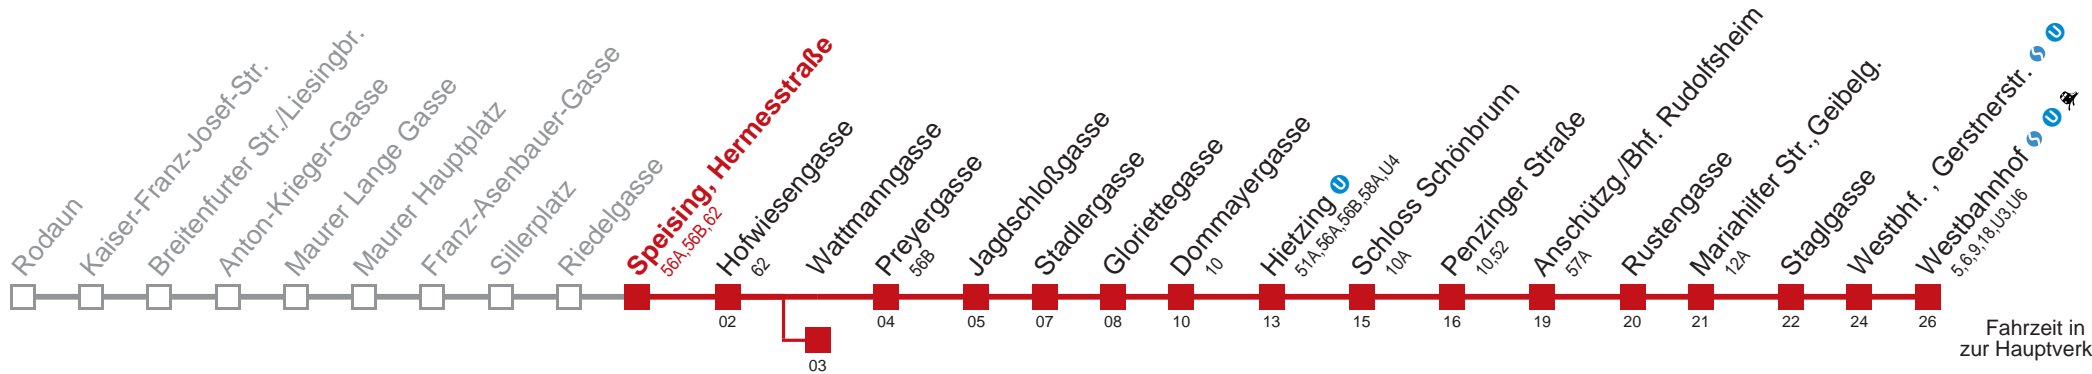 Rodaun
Kaiser-Franz-Josef-Str.
Breitenfurter Str./Liesingbr.
Anton-Krieger-Gasse
Maurer Lange Gasse
Maurer Hauptplatz
Franz-Asenbauer-Gasse
Sillerplatz
Riedelgasse
Speising, Hermesstraße
56A,56B,62
Hofwiesengasse
62
02
Wattmanngasse
03
Preyergasse
56B
04
Jagdschloßgasse
05
Stadlergasse
07
Gloriettegasse
08
Dommayergasse
10
10
Hietzing U
51A,56A,56B,58A,U4
13
Schloss Schönbrunn
10A
15
Penzinger Straße
10,52
16
Anschützg./Bhf. Rudolfsheim
57A
19
Rustengasse
20
Mariahilfer Str., Geibelg.
12A
21
Staglgasse
22
Westbhf. , Gerstnerstr. S U
24
Westbahnhof S U
5,6,9,18,U3,U6
26
Fahrzeit in
zur Hauptverk